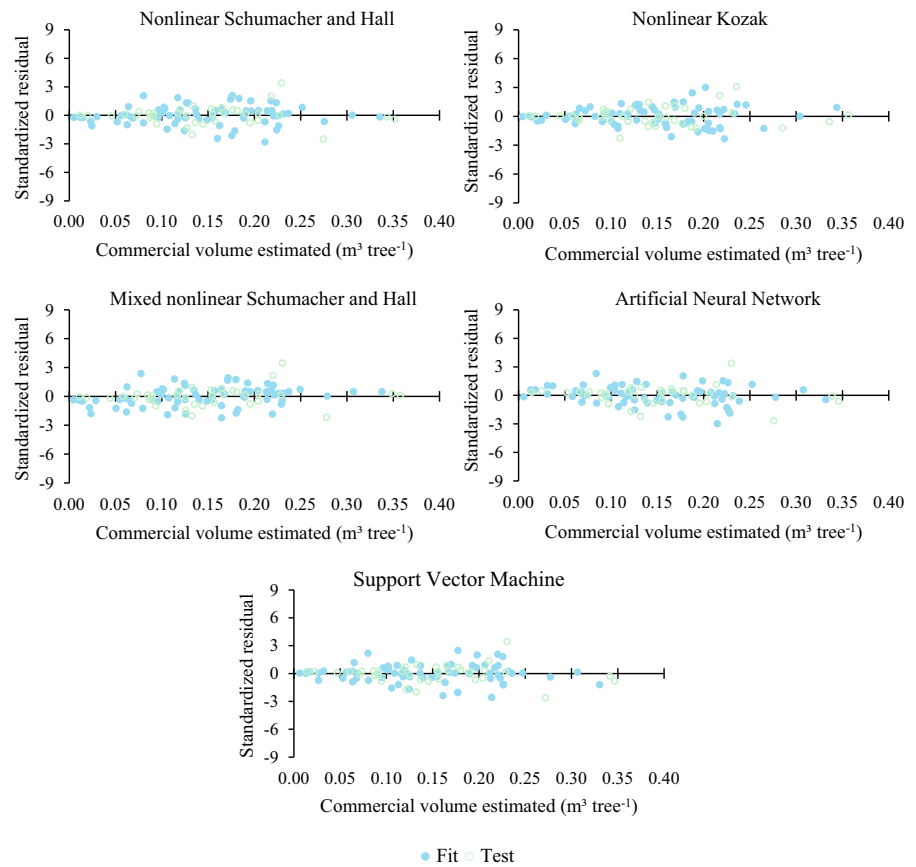 Nonlinear Schumacher and Hall
Standardized residual
9
6
3
0
-3
-6
-9
0.00 0.05 0.10 0.15 0.20 0.25 0.30 0.35 0.40
Commercial volume estimated (m³ tree⁻¹)
Nonlinear Kozak
Standardized residual
9
6
3
0
-3
-6
-9
0.00 0.05 0.10 0.15 0.20 0.25 0.30 0.35 0.40
Commercial volume estimated (m³ tree⁻¹)
Mixed nonlinear Schumacher and Hall
Standardized residual
9
6
3
0
-3
-6
-9
0.00 0.05 0.10 0.15 0.20 0.25 0.30 0.35 0.40
Commercial volume estimated (m³ tree⁻¹)
Artificial Neural Network
Standardized residual
9
6
3
0
-3
-6
-9
0.00 0.05 0.10 0.15 0.20 0.25 0.30 0.35 0.40
Commercial volume estimated (m³ tree⁻¹)
Support Vector Machine
Standardized residual
9
6
3
0
-3
-6
-9
0.00 0.05 0.10 0.15 0.20 0.25 0.30 0.35 0.40
Commercial volume estimated (m³ tree⁻¹)
Fit Test